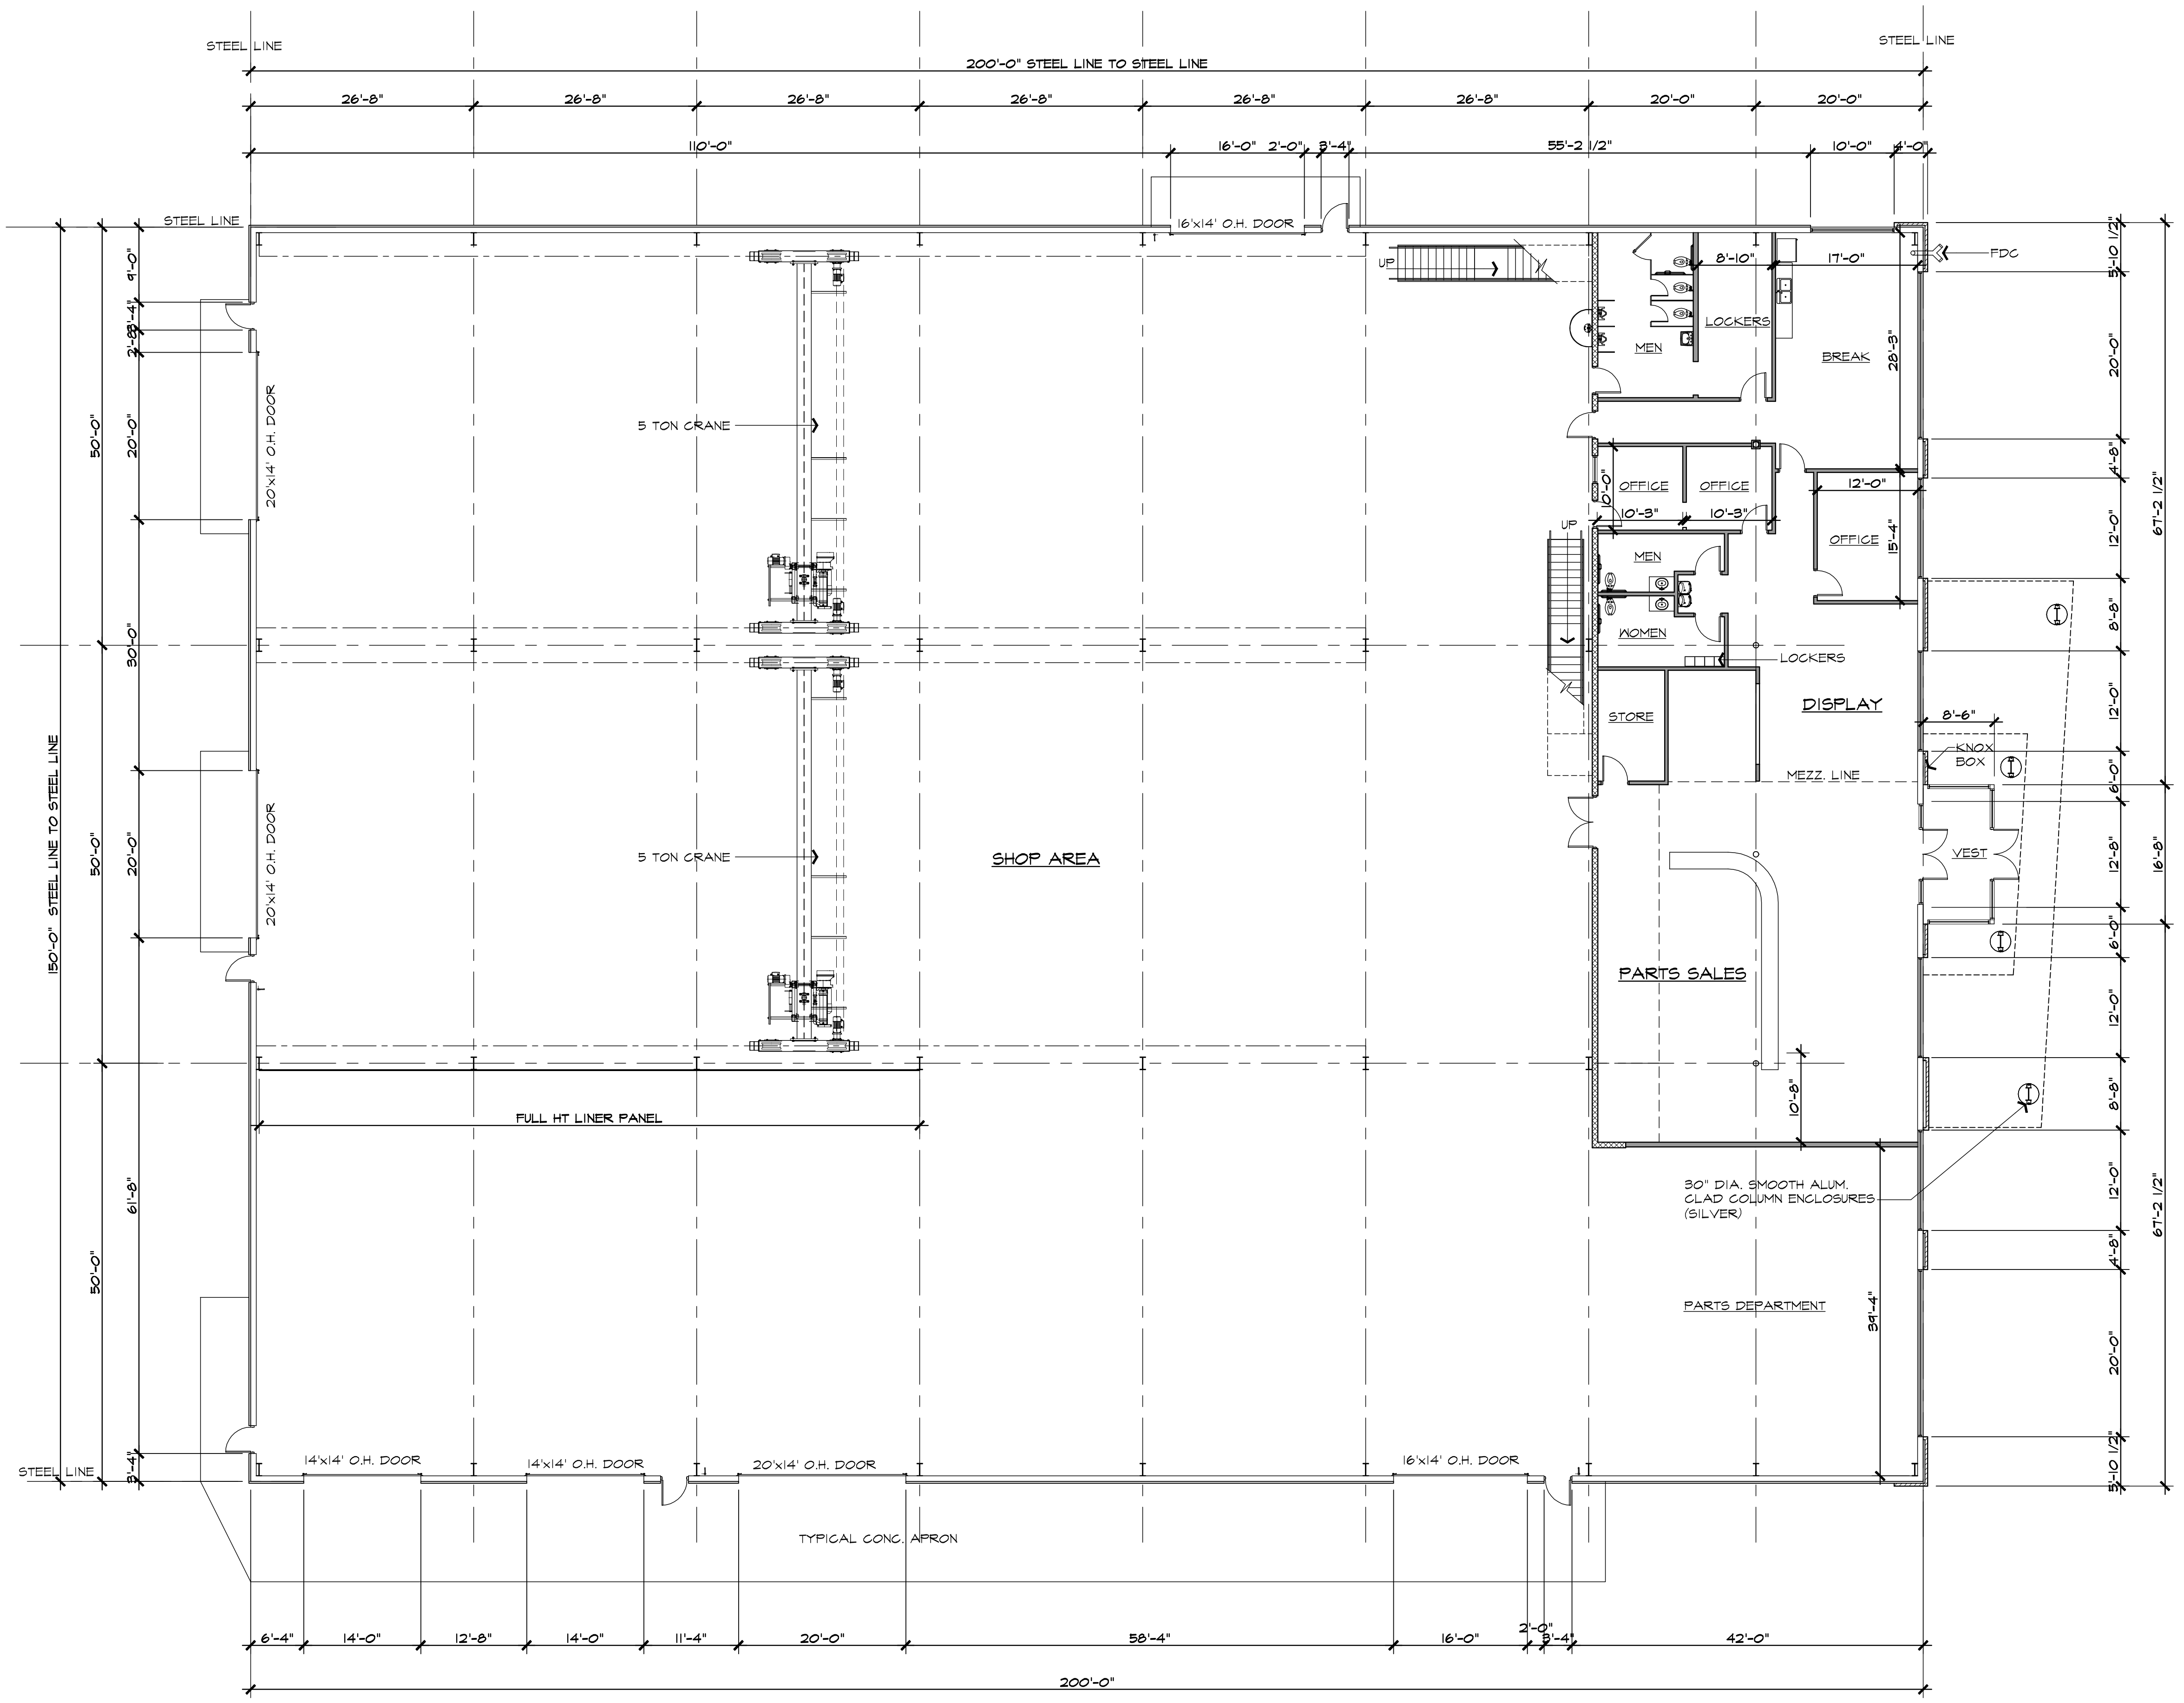 STEEL LINE
STEEL LINE
200'-0" STEEL LINE TO STEEL LINE
26'-8"
26'-8"
26'-8"
26'-8"
26'-8"
26'-8"
20'-0"
20'-0"
110'-0"
16'-0"
2'-0"
3'-4"
55'-2 1/2"
10'-0"
4'-0"
STEEL LINE
16'x14' O.H. DOOR
UP
8'-10"
17'-0"
FDC
LOCKERS
MEN
BREAK
28'-3"
5 TON CRANE
20'x14' O.H. DOOR
OFFICE
OFFICE
12'-0"
10'-0"
10'-3"
10'-3"
UP
OFFICE
15'-4"
MEN
WOMEN
LOCKERS
STORE
DISPLAY
8'-6"
KNOX
BOX
MEZZ. LINE
20'x14' O.H. DOOR
5 TON CRANE
SHOP AREA
VEST
PARTS SALES
10'-8"
FULL HT LINER PANEL
30" DIA. SMOOTH ALUM.
CLAD COLUMN ENCLOSURES
(SILVER)
PARTS DEPARTMENT
39'-4"
150'-0" STEEL LINE TO STEEL LINE
50'-0"
50'-0"
50'-0"
9'-0"
3'-4"
2'-8"
20'-0"
30'-0"
20'-0"
61'-8"
3'-4"
5'-10 1/2"
20'-0"
4'-8"
12'-0"
8'-8"
12'-0"
6'-0"
12'-8"
6'-0"
12'-0"
8'-8"
12'-0"
4'-8"
20'-0"
5'-10 1/2"
67'-2 1/2"
16'-8"
67'-2 1/2"
STEEL LINE
14'x14' O.H. DOOR
14'x14' O.H. DOOR
20'x14' O.H. DOOR
16'x14' O.H. DOOR
TYPICAL CONC. APRON
6'-4"
14'-0"
12'-8"
14'-0"
11'-4"
20'-0"
58'-4"
16'-0"
2'-0"
3'-4"
42'-0"
200'-0"